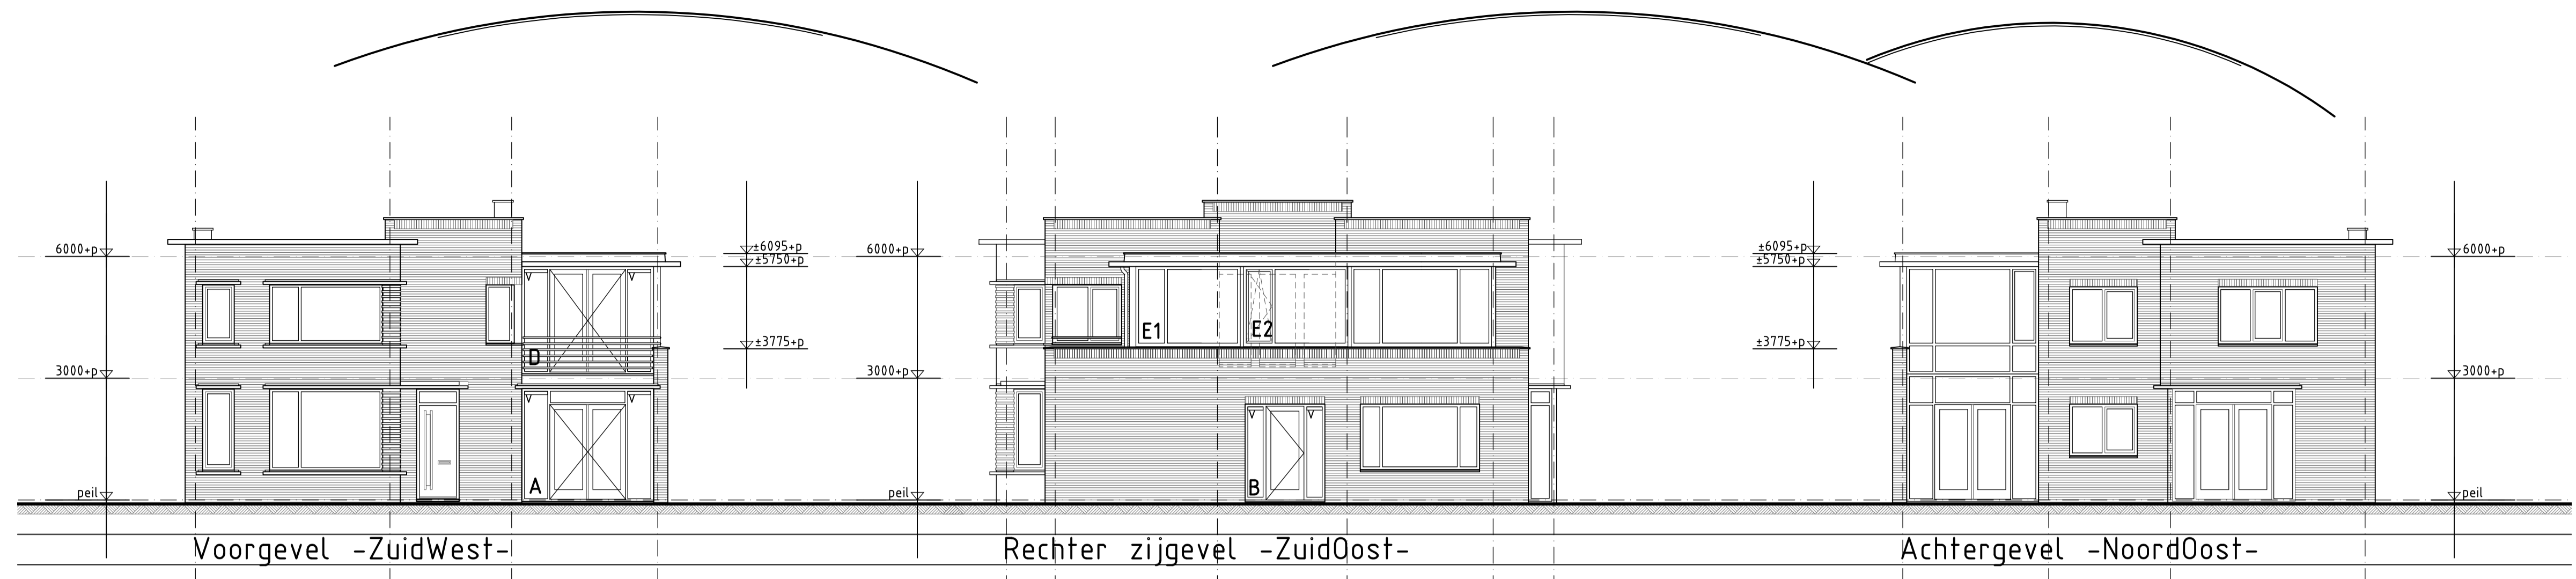 6000+p
3000+p
peil
D
A
±6095+p
±5750+p
±3775+p
Voorgevel -ZuidWest-
6000+p
3000+p
peil
E1
E2
B
Rechter zijgevel -ZuidOost-
±6095+p
±5750+p
±3775+p
6000+p
3000+p
peil
Achtergevel -NoordOost-